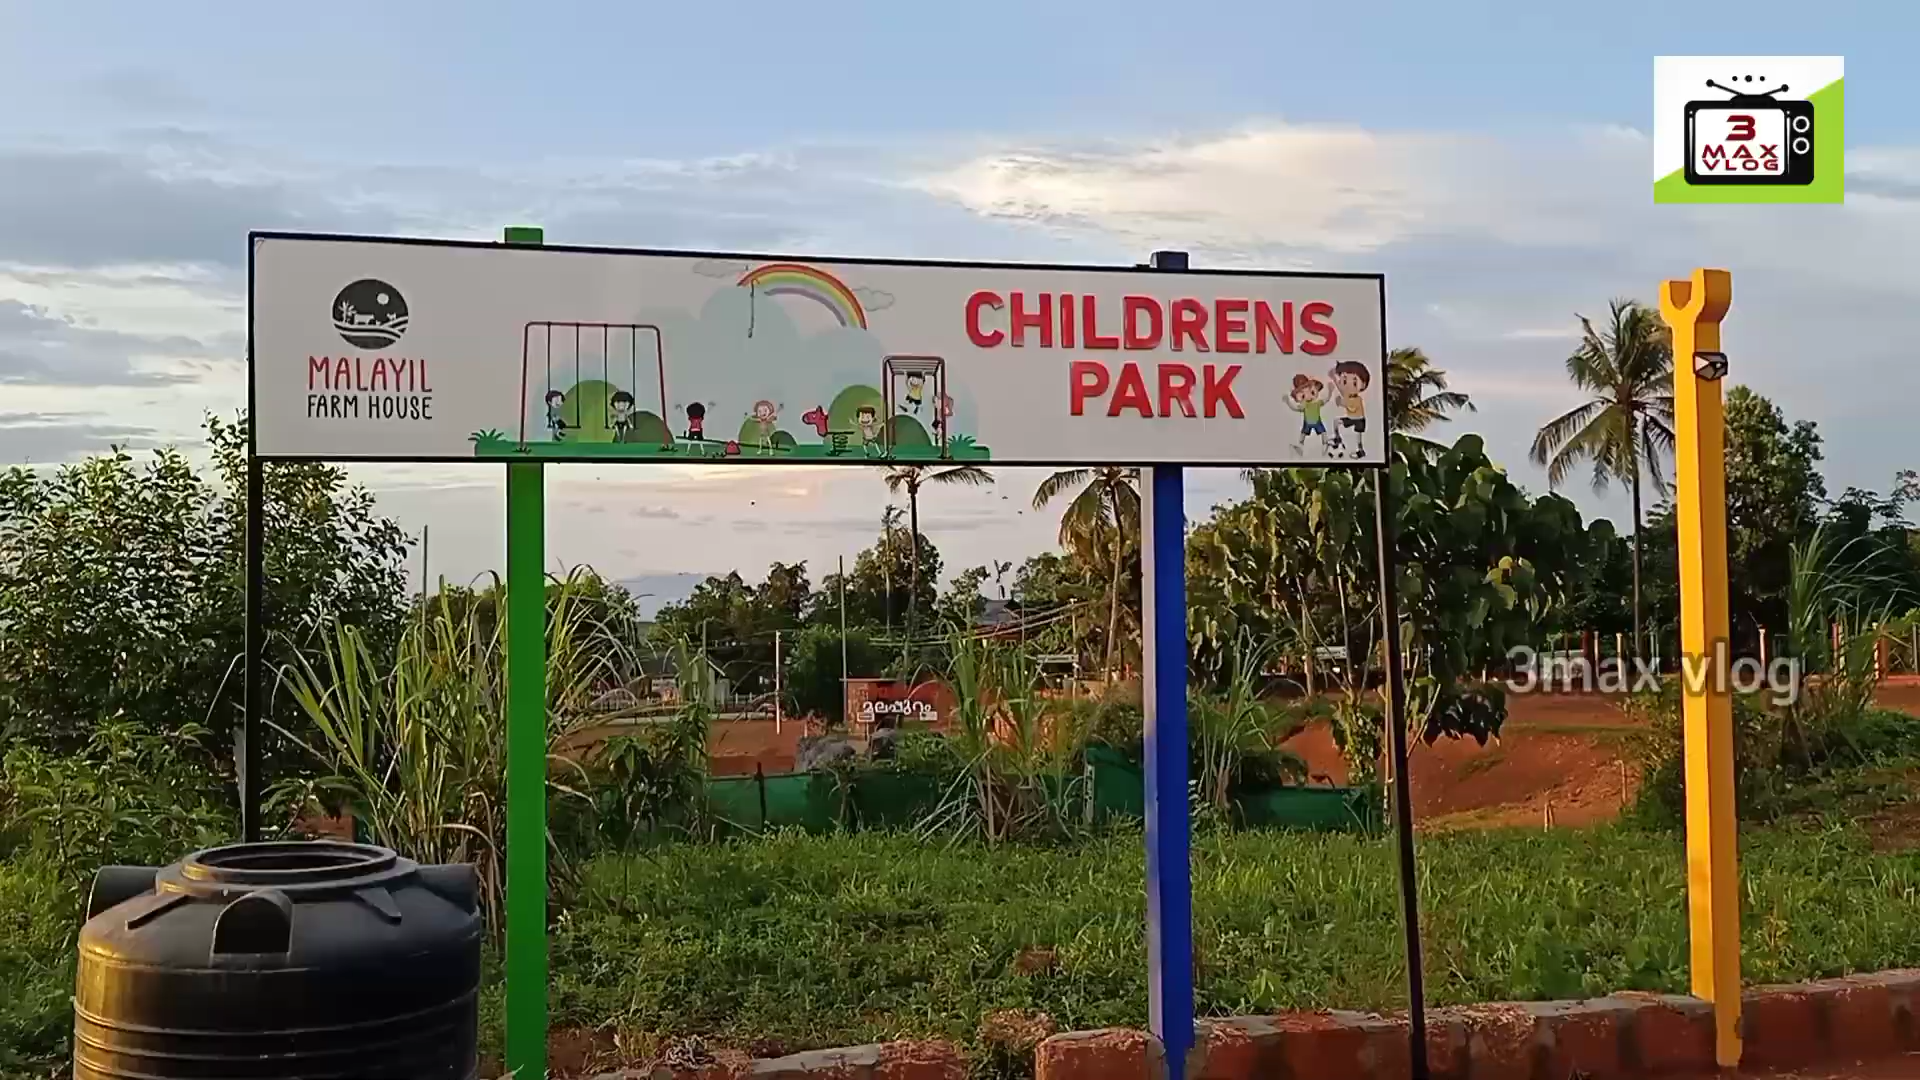 3
MAX
VLOG
MALAYIL
FARM HOUSE
CHILDRENS
PARK
3max vlog
മലപ്പുറം